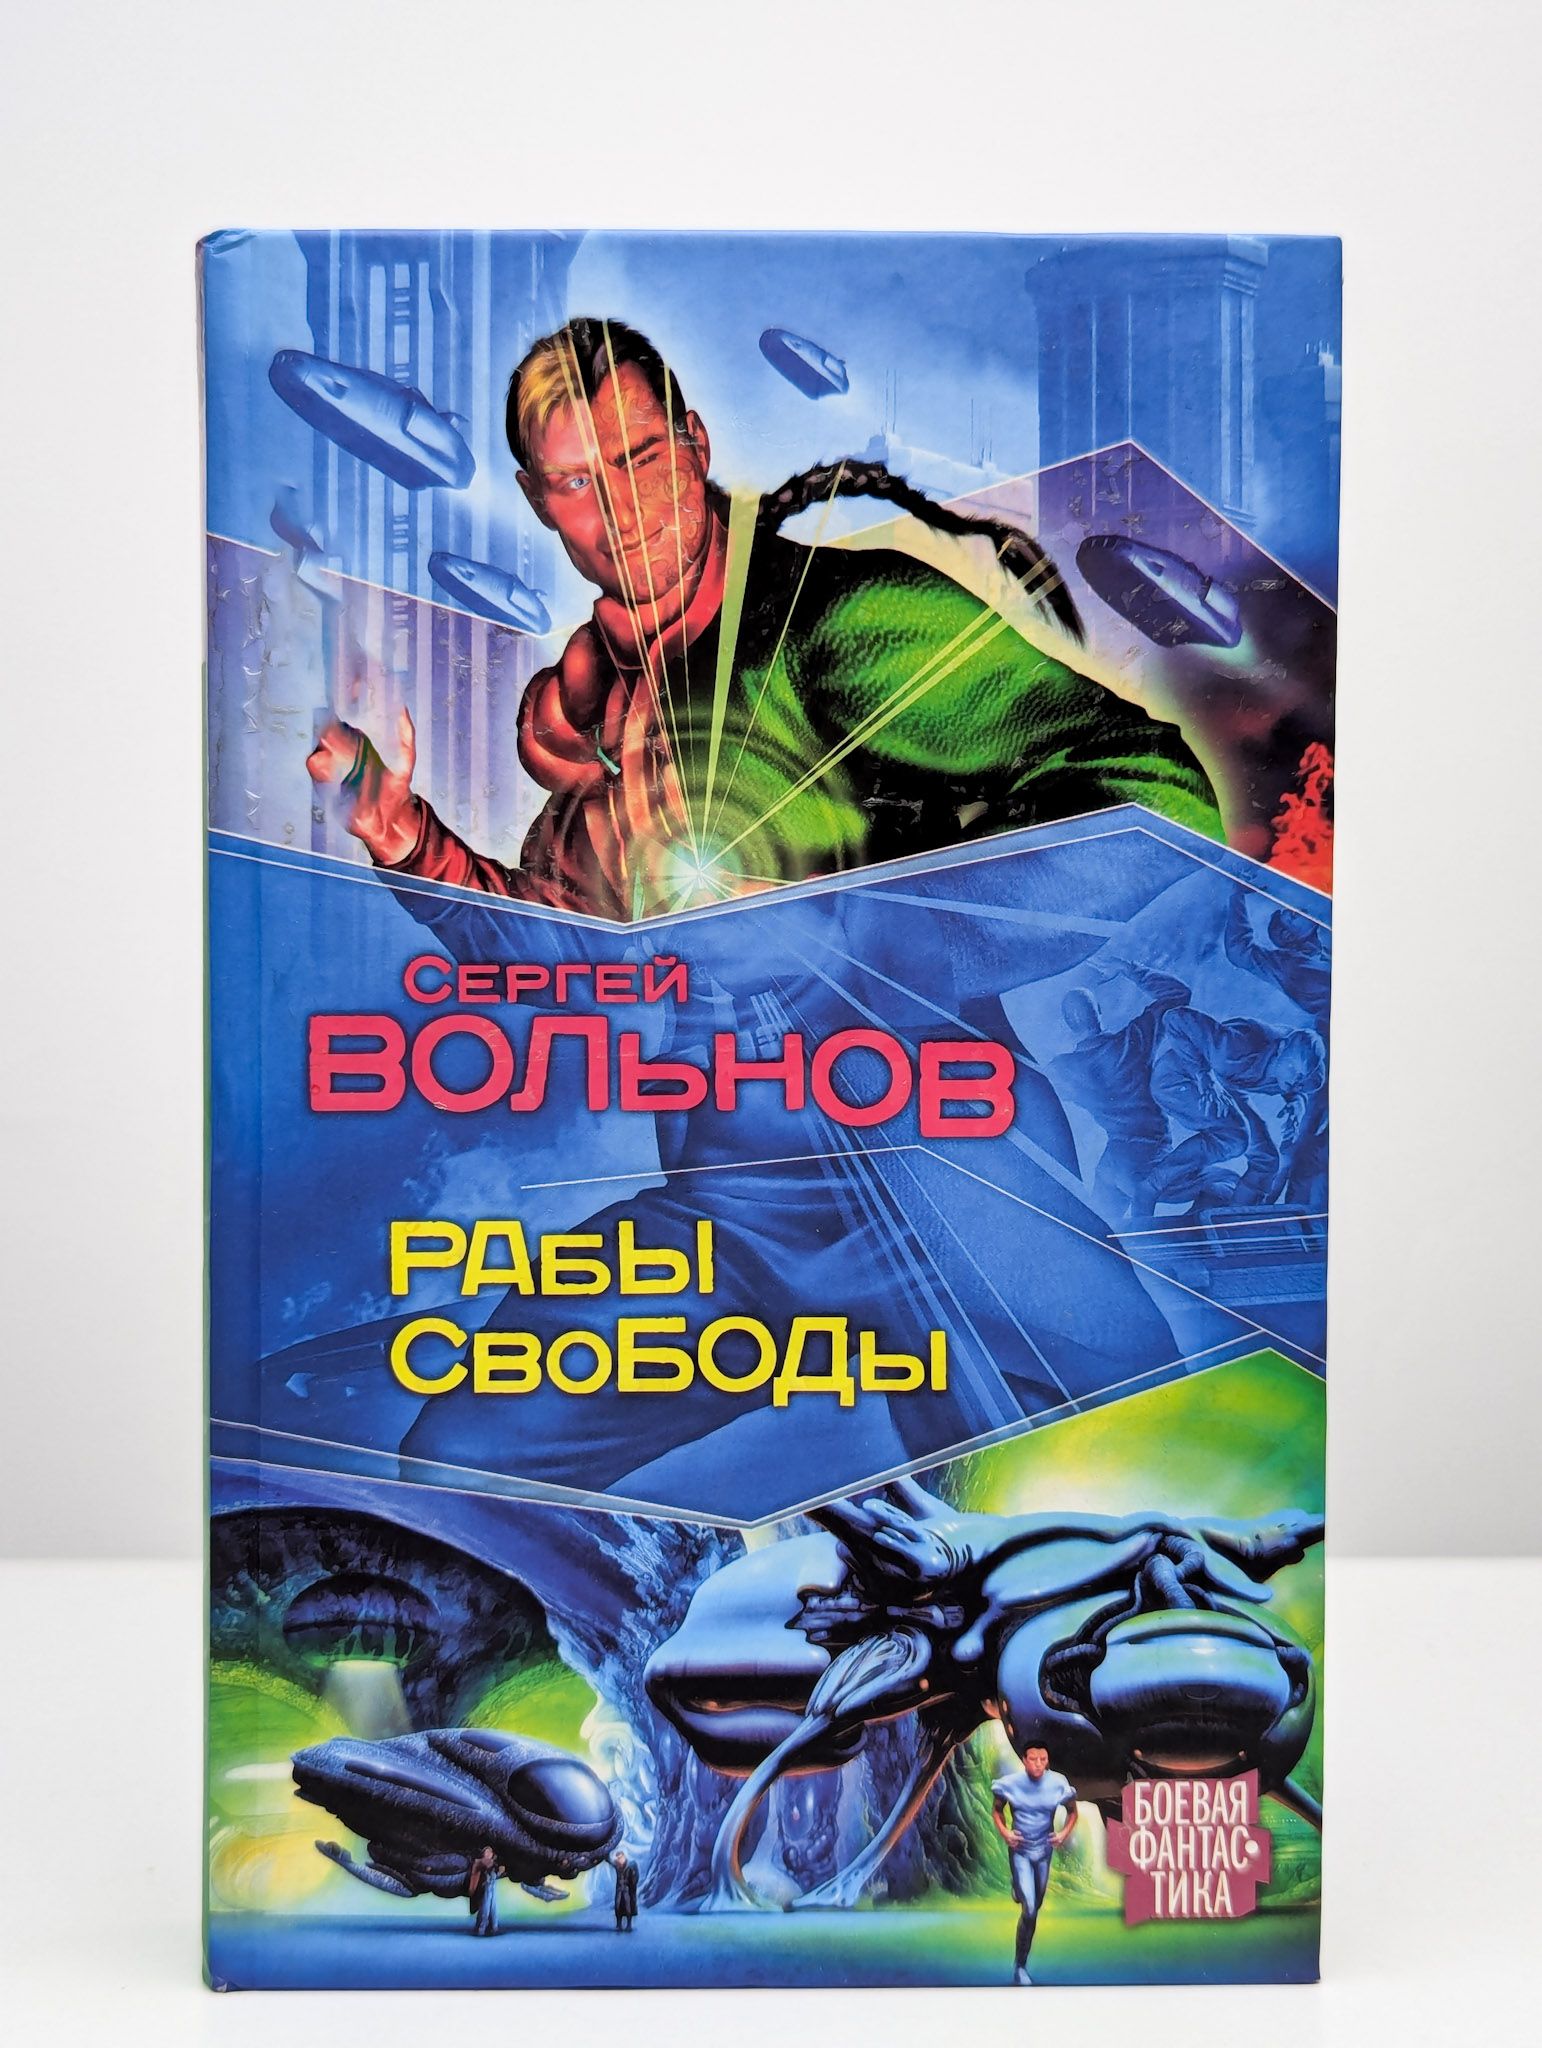 Сергей
ВОЛЬНОВ
РАБЫ
СВОБОДЫ
БОЕВАЯ
ФАНТАС-
ТИКА